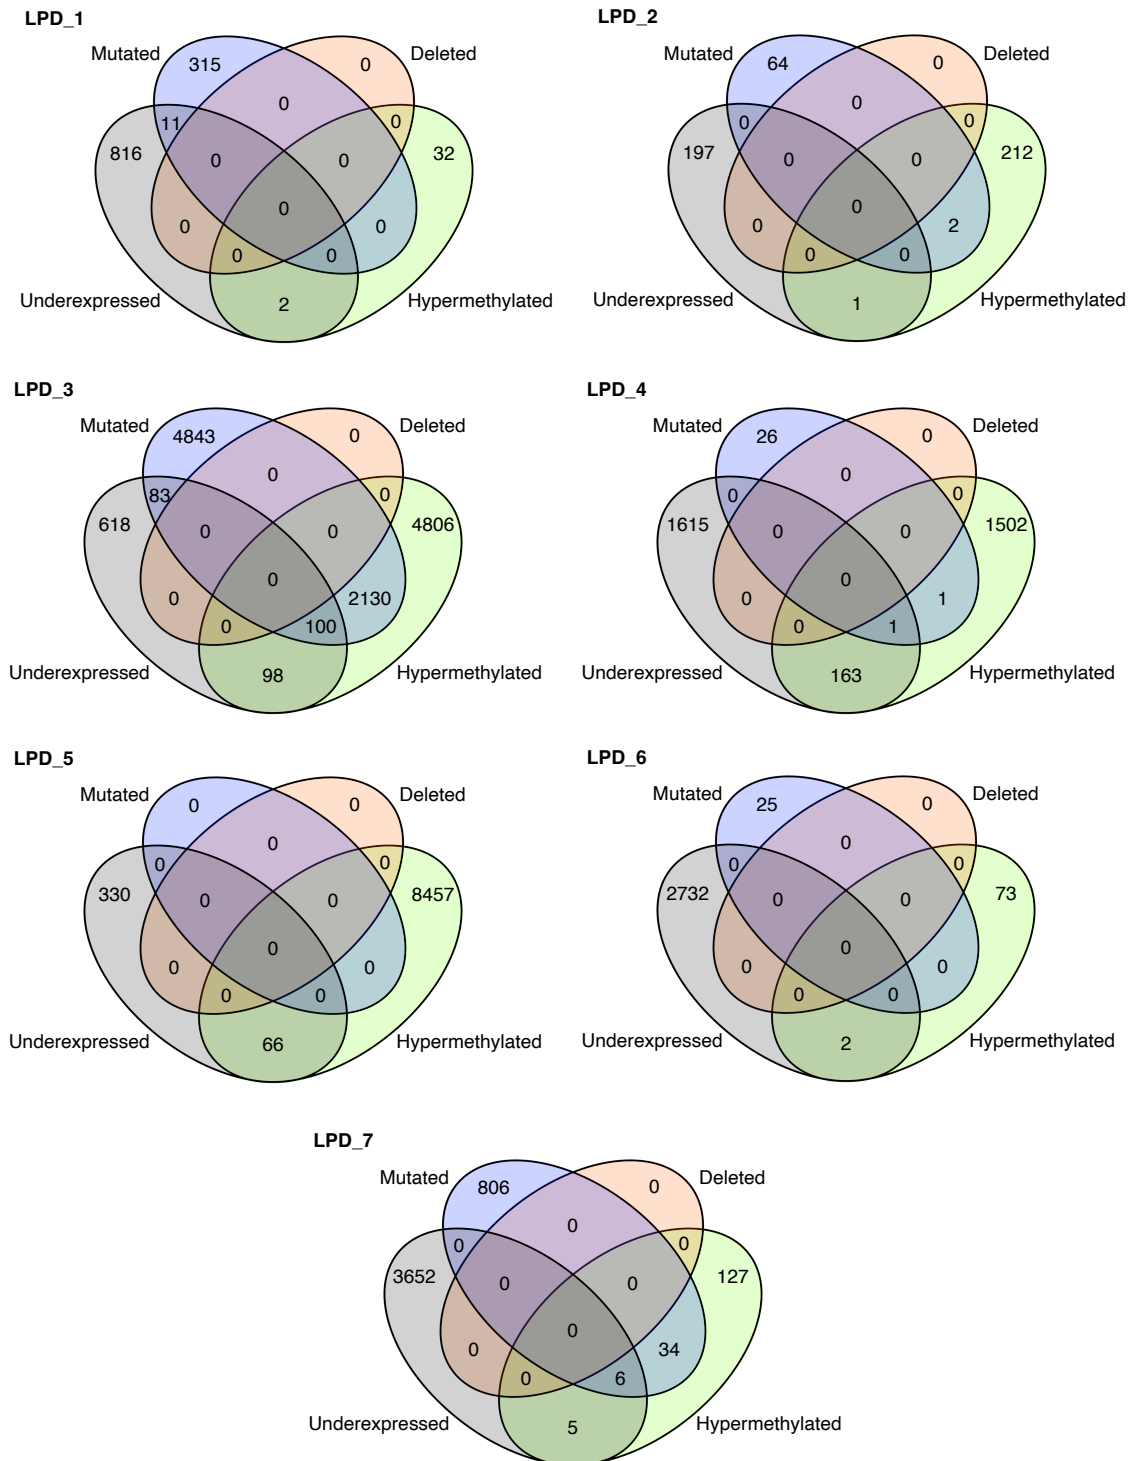 LPD_1
Mutated 315 0 Deleted
0
11 0
816 0 0 32
0
0 0
0 0
Underexpressed 2 Hypermethylated
LPD_2
Mutated 64 0 Deleted
0
0 0
197 0 0 212
0
0 2
0 0
Underexpressed 1 Hypermethylated
LPD_3
Mutated 4843 0 Deleted
0
83 0
618 0 0 4806
0
0 2130
0 100
Underexpressed 98 Hypermethylated
LPD_4
Mutated 26 0 Deleted
0
0 0
1615 0 0 1502
0
0 1
0 1
Underexpressed 163 Hypermethylated
LPD_5
Mutated 0 0 Deleted
0
0 0
330 0 0 8457
0
0 0
0 0
Underexpressed 66 Hypermethylated
LPD_6
Mutated 25 0 Deleted
0
0 0
2732 0 0 73
0
0 0
0 0
Underexpressed 2 Hypermethylated
LPD_7
Mutated 806 0 Deleted
0
0 0
3652 0 0 127
0
0 34
0 6
Underexpressed 5 Hypermethylated